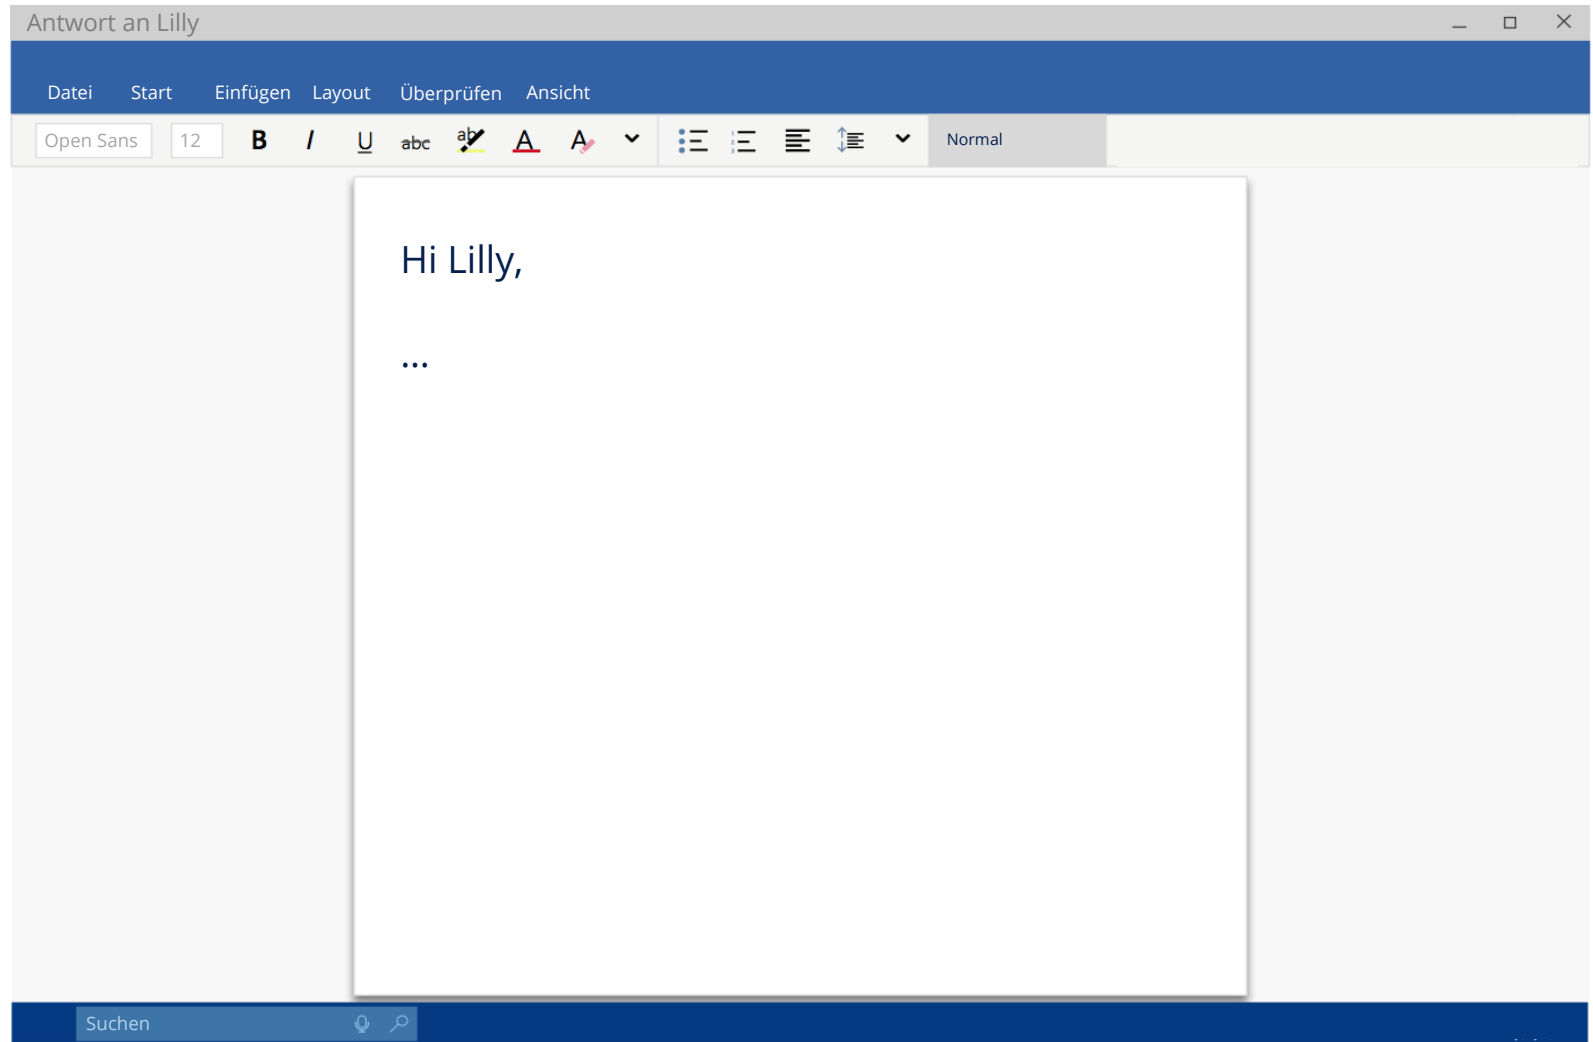 Antwort an Lilly
Datei Start Einfügen Layout Überprüfen Ansicht
Open Sans 12 B I U abc ab A A Normal
Hi Lilly,
...
Suchen